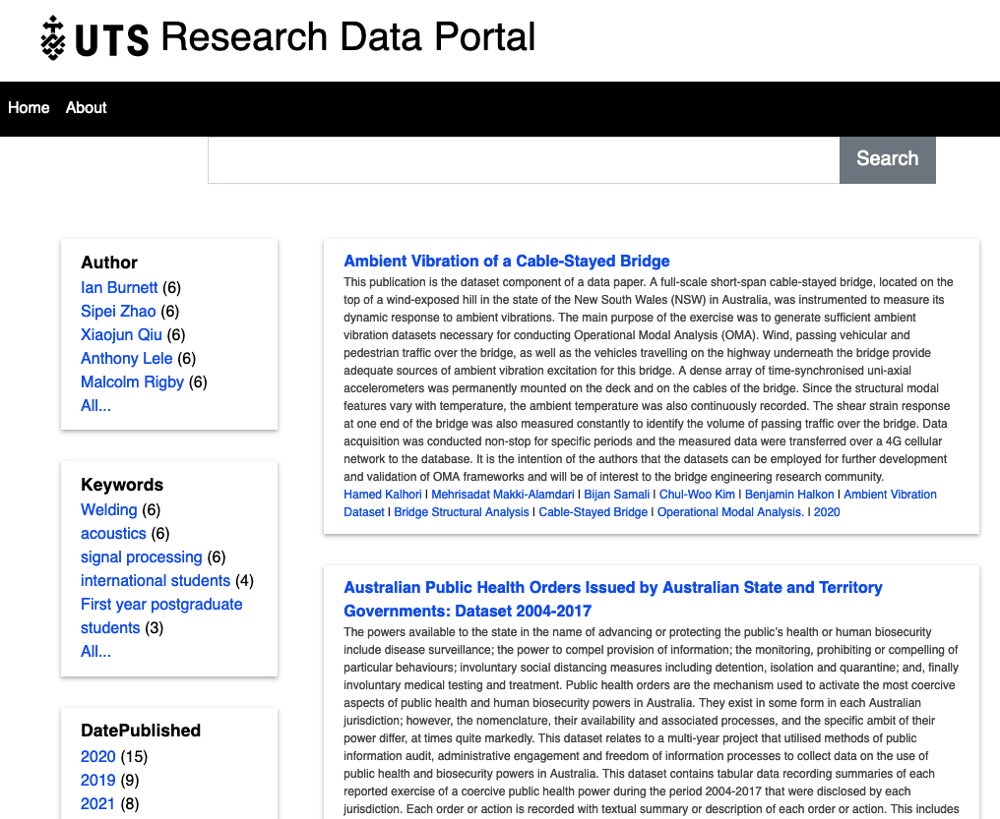 UTS Research Data Portal
Home About
Search
Author
Ian Burnett (6)
Sipei Zhao (6)
Xiaojun Qiu (6)
Anthony Lele (6)
Malcolm Rigby (6)
All...
Keywords
Welding (6)
acoustics (6)
signal processing (6)
international students (4)
First year postgraduate
students (3)
All...
DatePublished
2020 (15)
2019 (9)
2021 (8)
Ambient Vibration of a Cable-Stayed Bridge
This publication is the dataset component of a data paper. A full-scale short-span cable-stayed bridge, located on the
top of a wind-exposed hill in the state of the New South Wales (NSW) in Australia, was instrumented to measure its
dynamic response to ambient vibrations. The main purpose of the exercise was to generate sufficient ambient
vibration datasets necessary for conducting Operational Modal Analysis (OMA). Wind, passing vehicular and
pedestrian traffic over the bridge, as well as the vehicles travelling on the highway underneath the bridge provide
adequate sources of ambient vibration excitation for this bridge. A dense array of time-synchronised uni-axial
accelerometers was permanently mounted on the deck and on the cables of the bridge. Since the structural modal
features vary with temperature, the ambient temperature was also continuously recorded. The shear strain response
at one end of the bridge was also measured constantly to identify the volume of passing traffic over the bridge. Data
acquisition was conducted non-stop for specific periods and the measured data were transferred over a 4G cellular
network to the database. It is the intention of the authors that the datasets can be employed for further development
and validation of OMA frameworks and will be of interest to the bridge engineering research community.
Hamed Kalhori | Mehrisadat Makki-Alamdari | Bijan Samali | Chul-Woo Kim | Benjamin Halkon | Ambient Vibration
Dataset | Bridge Structural Analysis | Cable-Stayed Bridge | Operational Modal Analysis. | 2020
Australian Public Health Orders Issued by Australian State and Territory
Governments: Dataset 2004-2017
The powers available to the state in the name of advancing or protecting the public’s health or human biosecurity
include disease surveillance; the power to compel provision of information; the monitoring, prohibiting or compelling of
particular behaviours; involuntary social distancing measures including detention, isolation and quarantine; and, finally
involuntary medical testing and treatment. Public health orders are the mechanism used to activate the most coercive
aspects of public health and human biosecurity powers in Australia. They exist in some form in each Australian
jurisdiction; however, the nomenclature, their availability and associated processes, and the specific ambit of their
power differ, at times quite markedly. This dataset relates to a multi-year project that utilised methods of public
information audit, administrative engagement and freedom of information processes to collect data on the use of
public health and biosecurity powers in Australia. This dataset contains tabular data recording summaries of each
reported exercise of a coercive public health power during the period 2004-2017 that were disclosed by each
jurisdiction. Each order or action is recorded with textual summary or description of each order or action. This includes